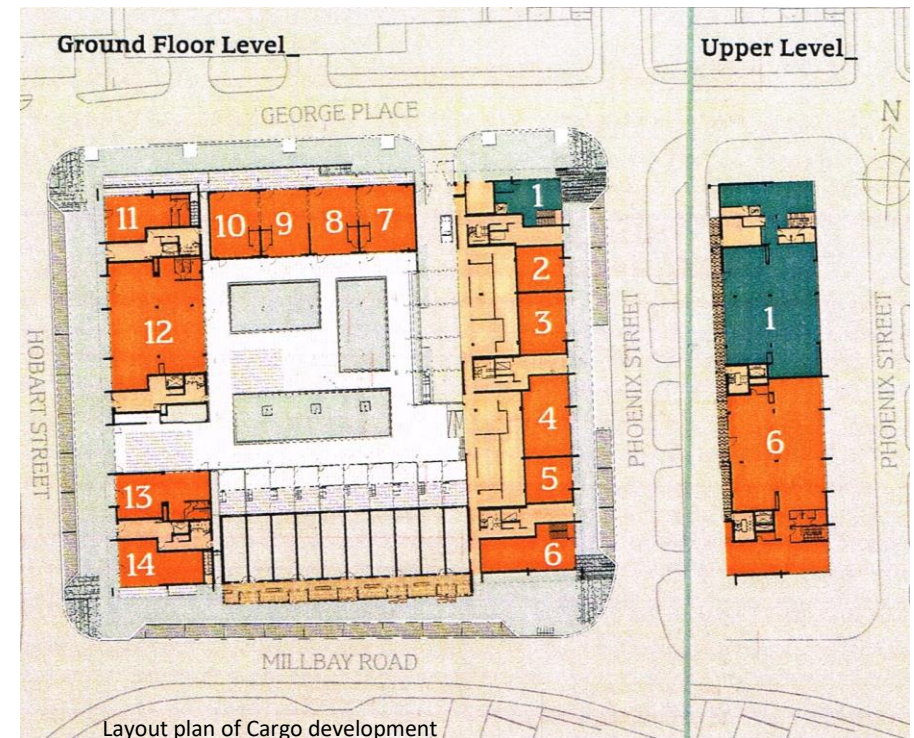 Ground Floor Level_
Upper Level_
GEORGE PLACE
N
11
10 9 8 7
1
2
3
12
4
5
13
14
6
1
6
HOBART STREET
PHOENIX STREET
PHOENIX STREET
MILLBAY ROAD
Layout plan of Cargo development